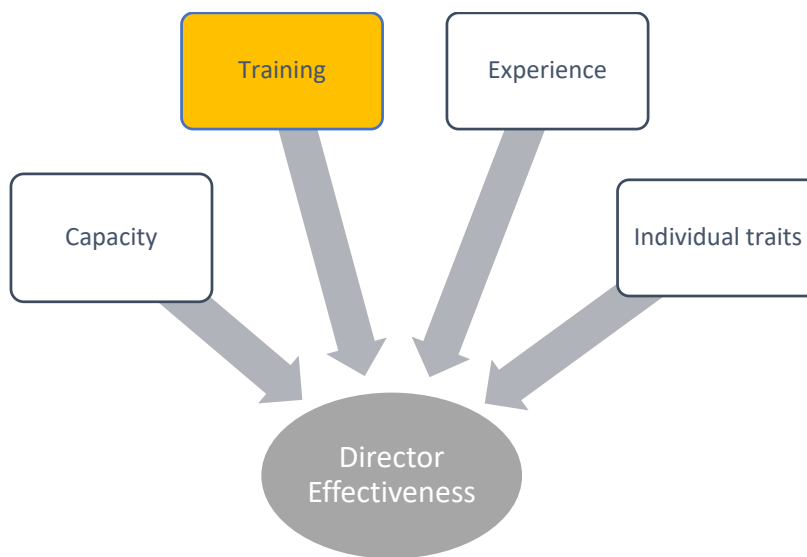 Training
Experience
Capacity
Individual traits
Director
Effectiveness